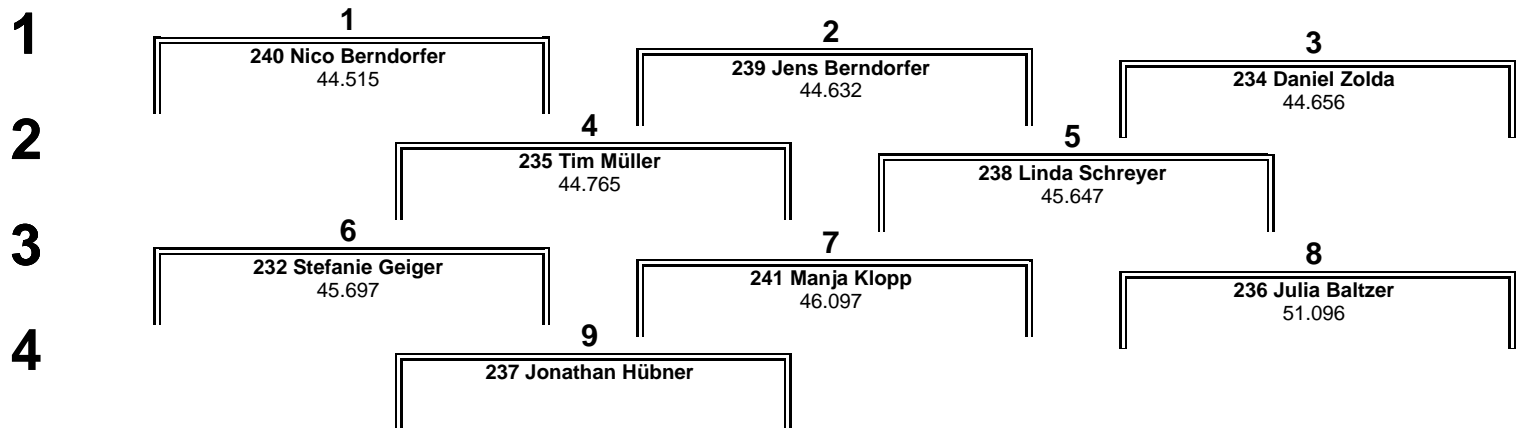 1
1
240 Nico Berndorfer
44.515
2
239 Jens Berndorfer
44.632
3
234 Daniel Zolda
44.656
2
4
235 Tim Müller
44.765
5
238 Linda Schreyer
45.647
3
6
232 Stefanie Geiger
45.697
7
241 Manja Klopp
46.097
8
236 Julia Baltzer
51.096
4
9
237 Jonathan Hübner